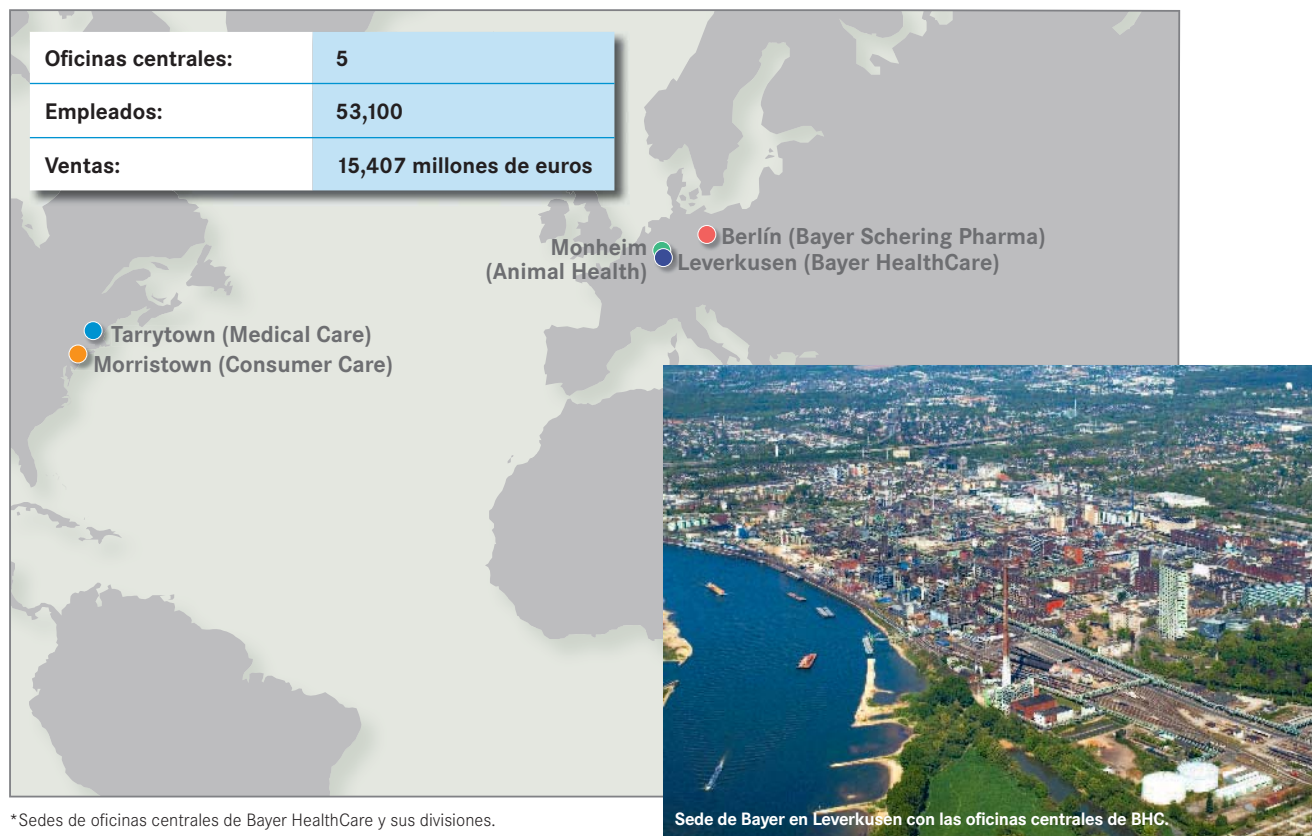 Oficinas centrales: 5
Empleados: 53,100
Ventas: 15,407 millones de euros
Monheim
(Animal Health)
Berlín (Bayer Schering Pharma)
Leverkusen (Bayer HealthCare)
Tarrytown (Medical Care)
Morristown (Consumer Care)
Sede de Bayer en Leverkusen con las oficinas centrales de BHC.
*Sedes de oficinas centrales de Bayer HealthCare y sus divisiones.